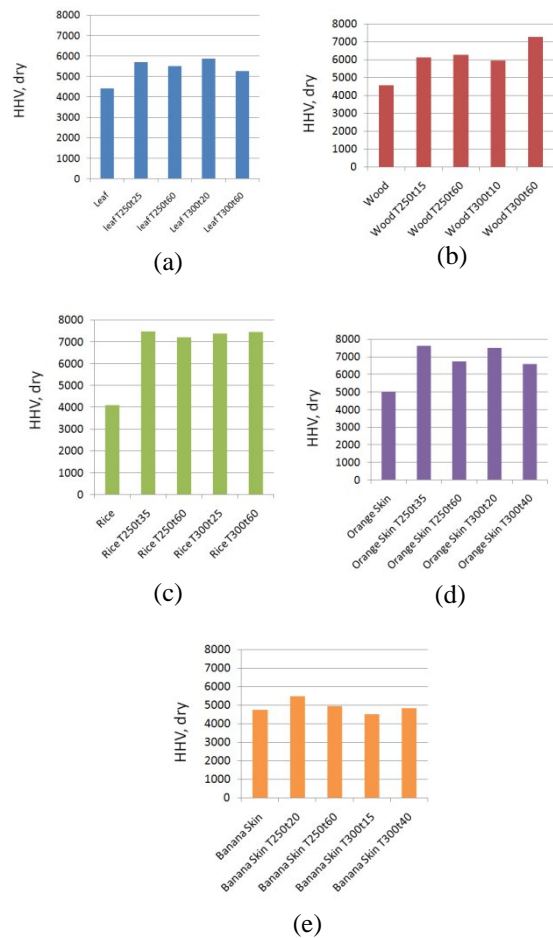 HHV, dry
8000
7000
6000
5000
4000
3000
2000
1000
0
Leaf
leaf T250t25
leaf T250t60
Leaf T300t20
Leaf T300t60
(a)
HHV, dry
8000
7000
6000
5000
4000
3000
2000
1000
0
Wood
Wood T250t15
Wood T250t60
Wood T300t10
Wood T300t60
(b)
HHV, dry
8000
7000
6000
5000
4000
3000
2000
1000
0
Rice
Rice T250t35
Rice T250t60
Rice T300t25
Rice T300t60
(c)
HHV, dry
8000
7000
6000
5000
4000
3000
2000
1000
0
Orange Skin
Orange Skin T250t35
Orange Skin T250t60
Orange Skin T300t20
Orange Skin T300t40
(d)
HHV, dry
8000
7000
6000
5000
4000
3000
2000
1000
0
Banana Skin
Banana Skin T250t20
Banana Skin T250t60
Banana Skin T300t15
Banana Skin T300t40
(e)